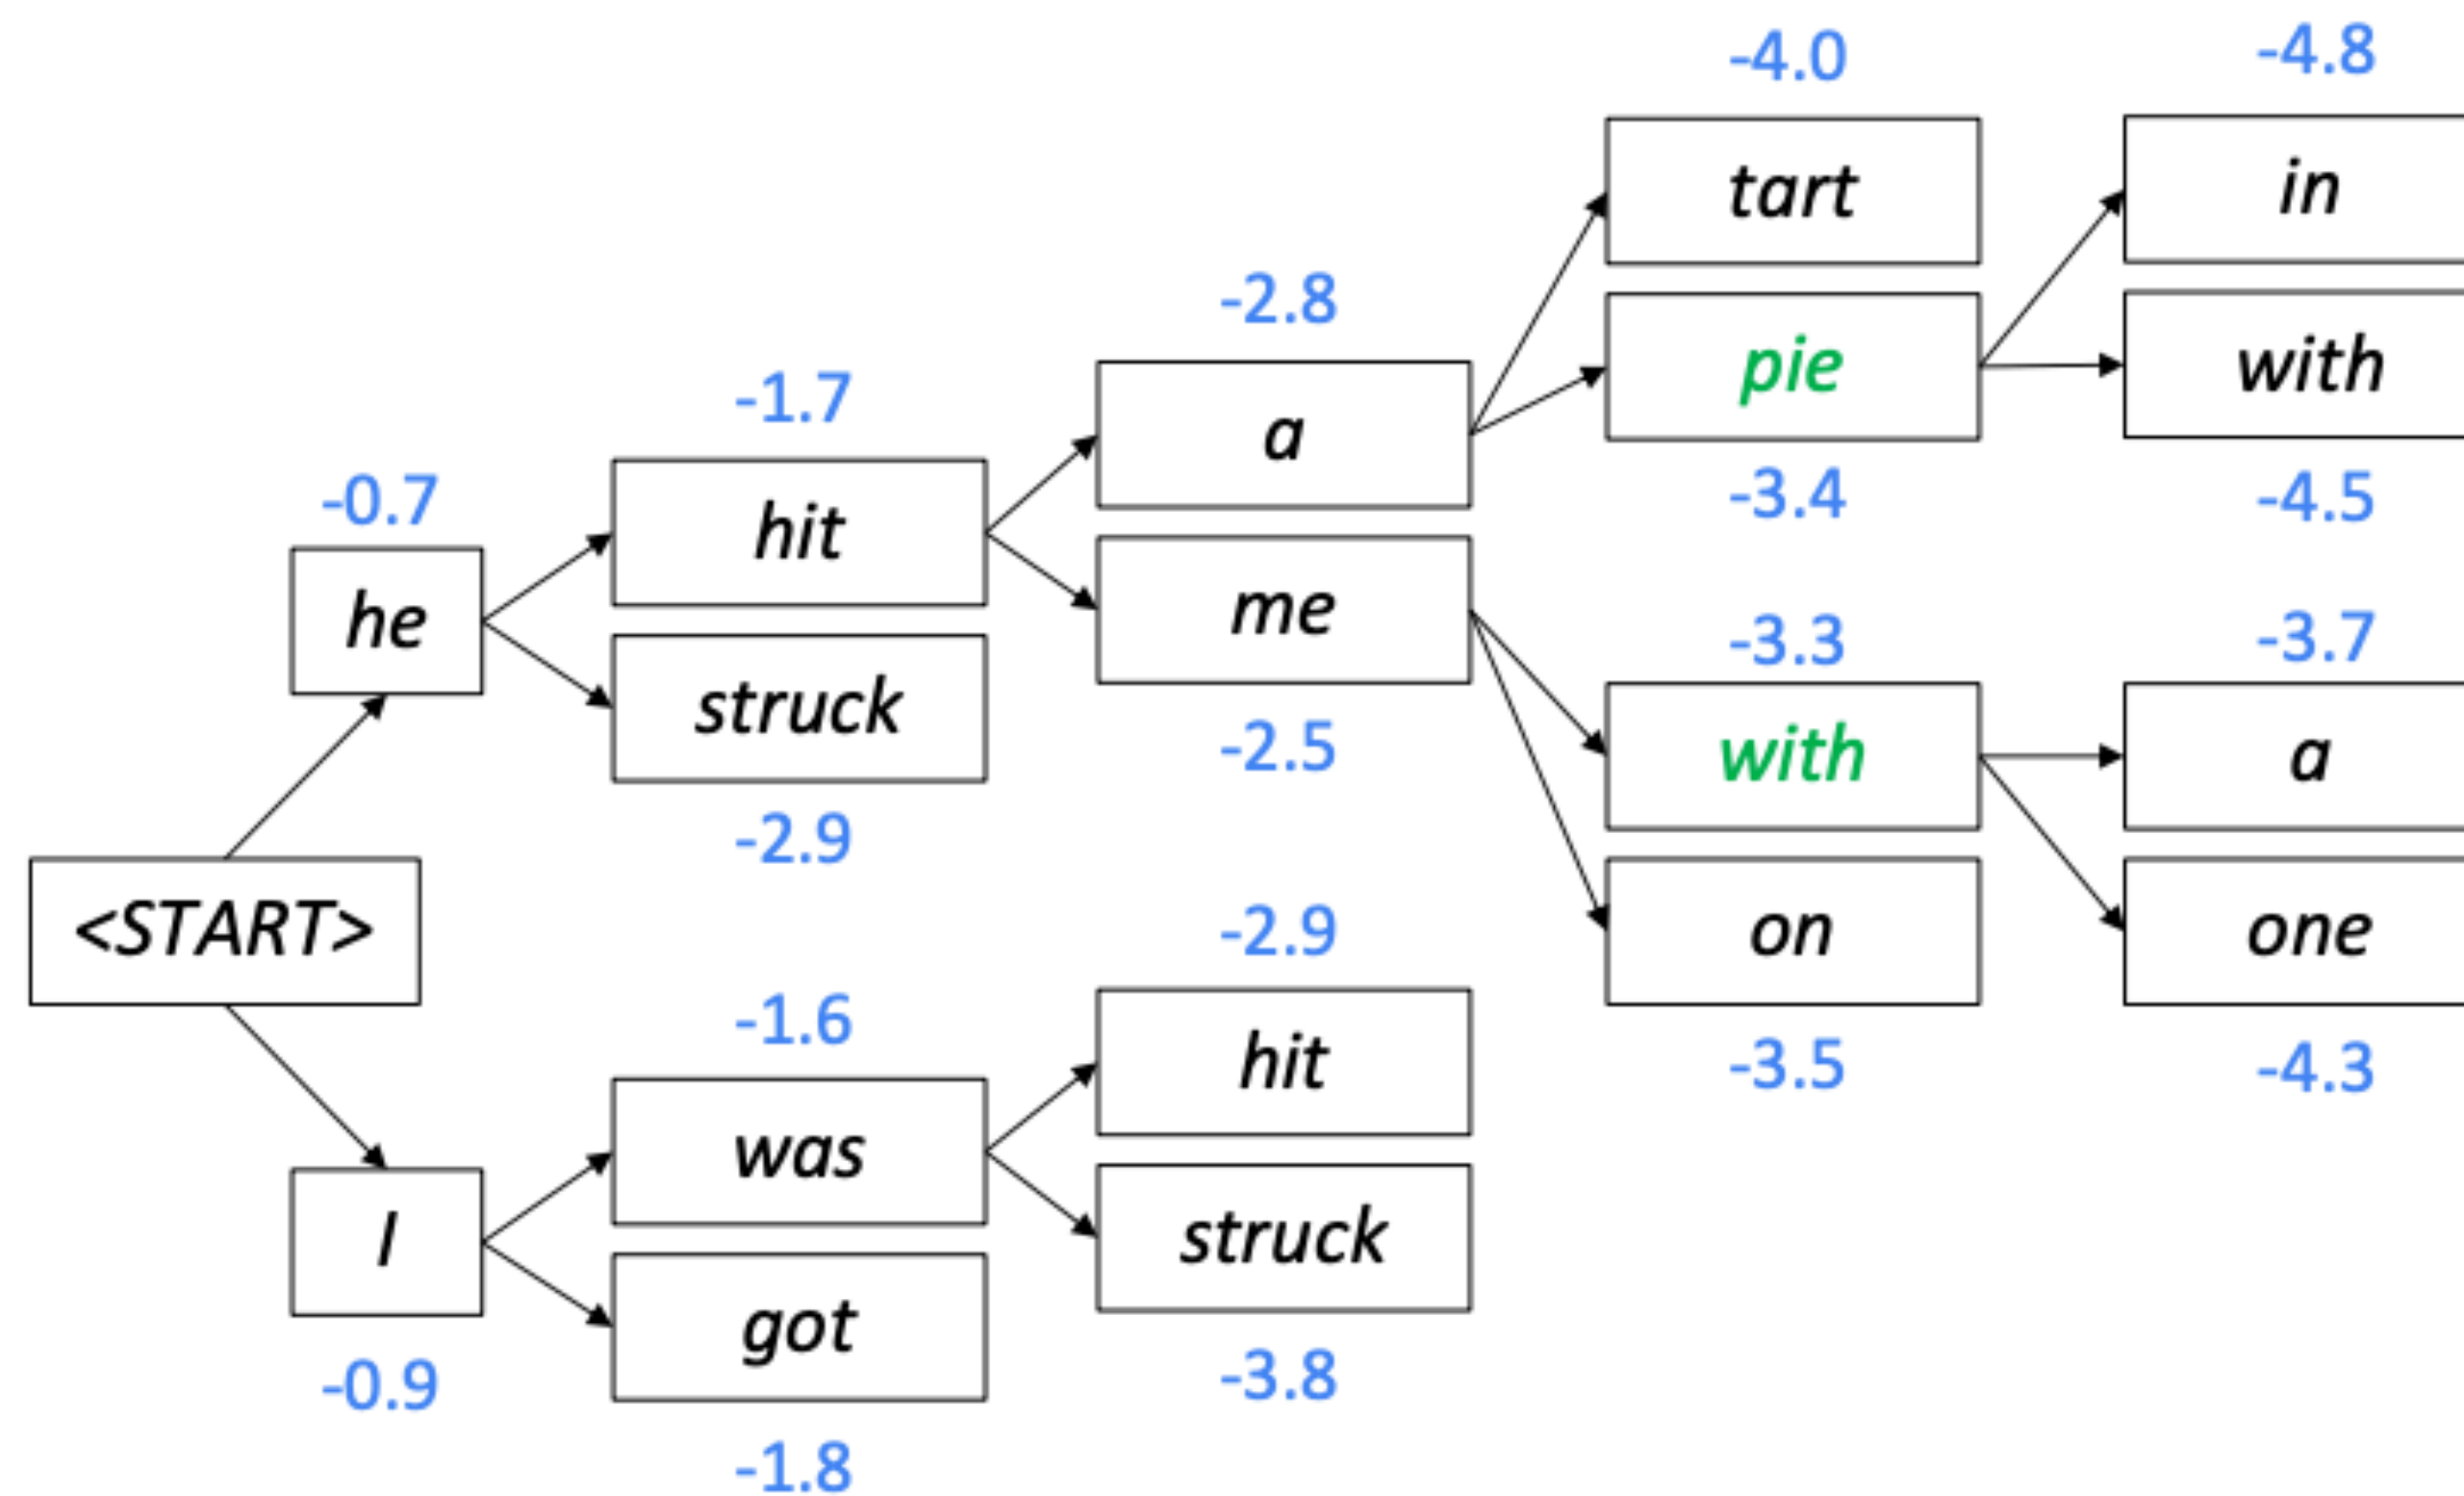 -4.0
-4.8
tart
in
-2.8
pie
with
-1.7
a
-3.4
-4.5
-0.7
hit
he
me
-3.3
-3.7
struck
-2.5
with
a
-2.9
<START>
-2.9
on
one
-1.6
hit
-3.5
-4.3
was
I
struck
got
-0.9
-3.8
-1.8